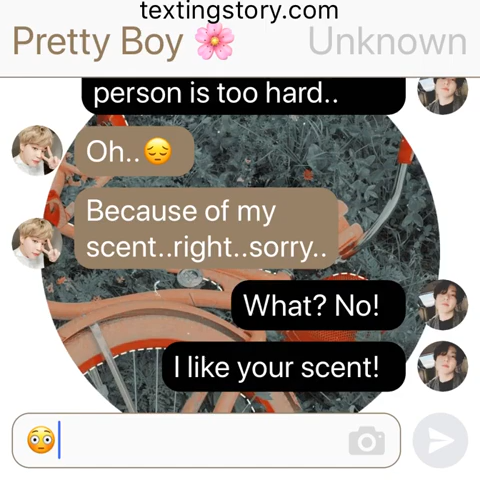 textingstory.com
Pretty Boy 🌸 Unknown
person is too hard..
Oh..😔
Because of my
scent..right..sorry..
What? No!
I like your scent!
😳